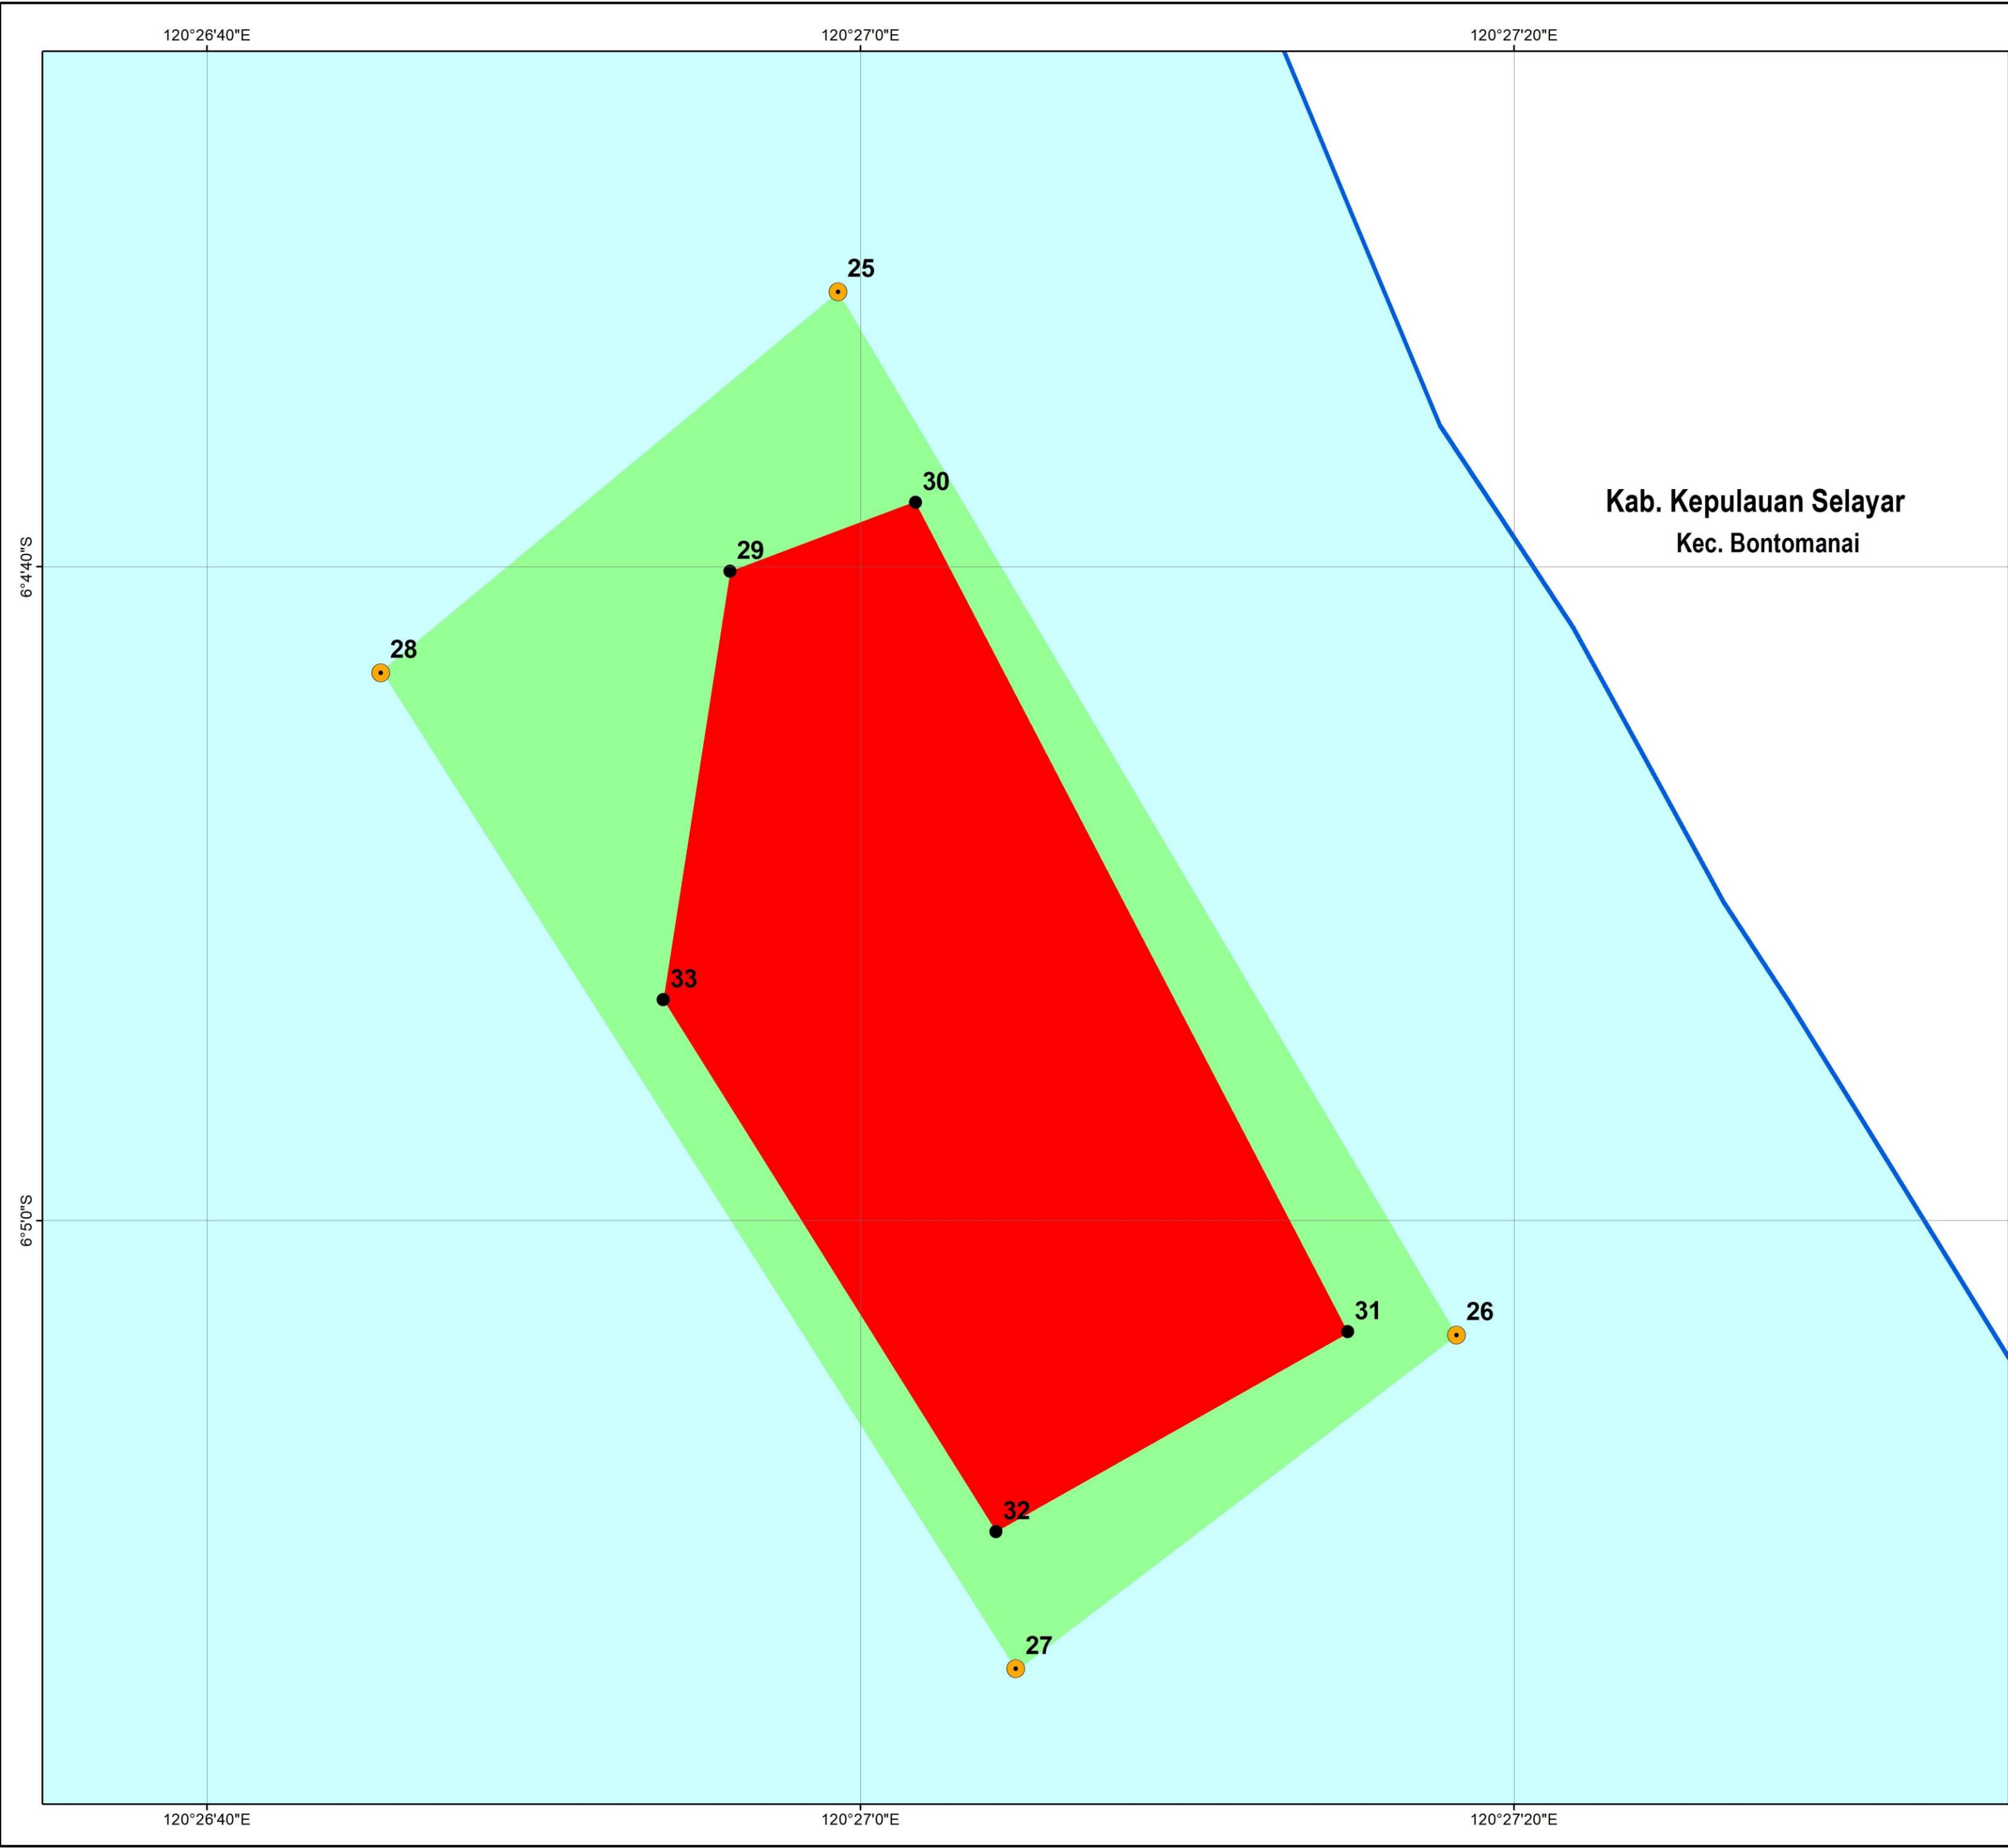 120°26'40"E
120°27'0"E
120°27'20"E
25
30
Kab. Kepulauan Selayar
Kec. Bontomanai
29
6°4'40"S
28
33
6°5'0"S
31
26
32
27
120°26'40"E
120°27'0"E
120°27'20"E